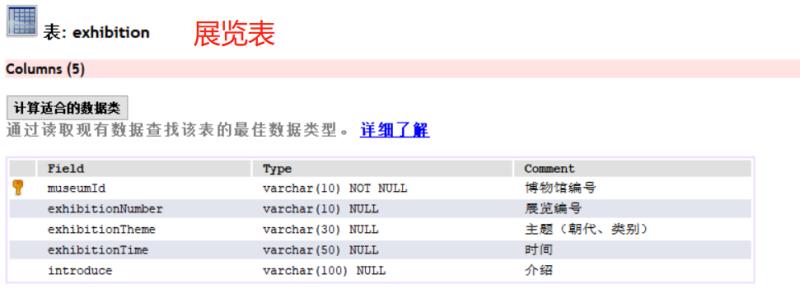 表: exhibition 展览表
Columns (5)
计算适合的数据类
通过读取现有数据查找该表的最佳数据类型。 详细了解
Field Type Comment
museumId varchar(10) NOT NULL 博物馆编号
exhibitionNumber varchar(10) NULL 展览编号
exhibitionTheme varchar(30) NULL 主题（朝代、类别）
exhibitionTime varchar(50) NULL 时间
introduce varchar(100) NULL 介绍